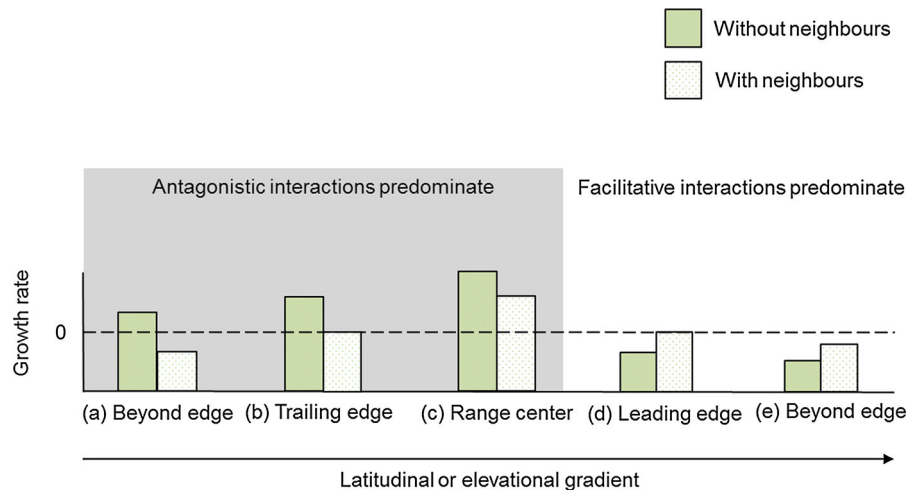 Without neighbours
With neighbours
Antagonistic interactions predominate
Facilitative interactions predominate
Growth rate
0
(a) Beyond edge
(b) Trailing edge
(c) Range center
(d) Leading edge
(e) Beyond edge
Latitudinal or elevational gradient